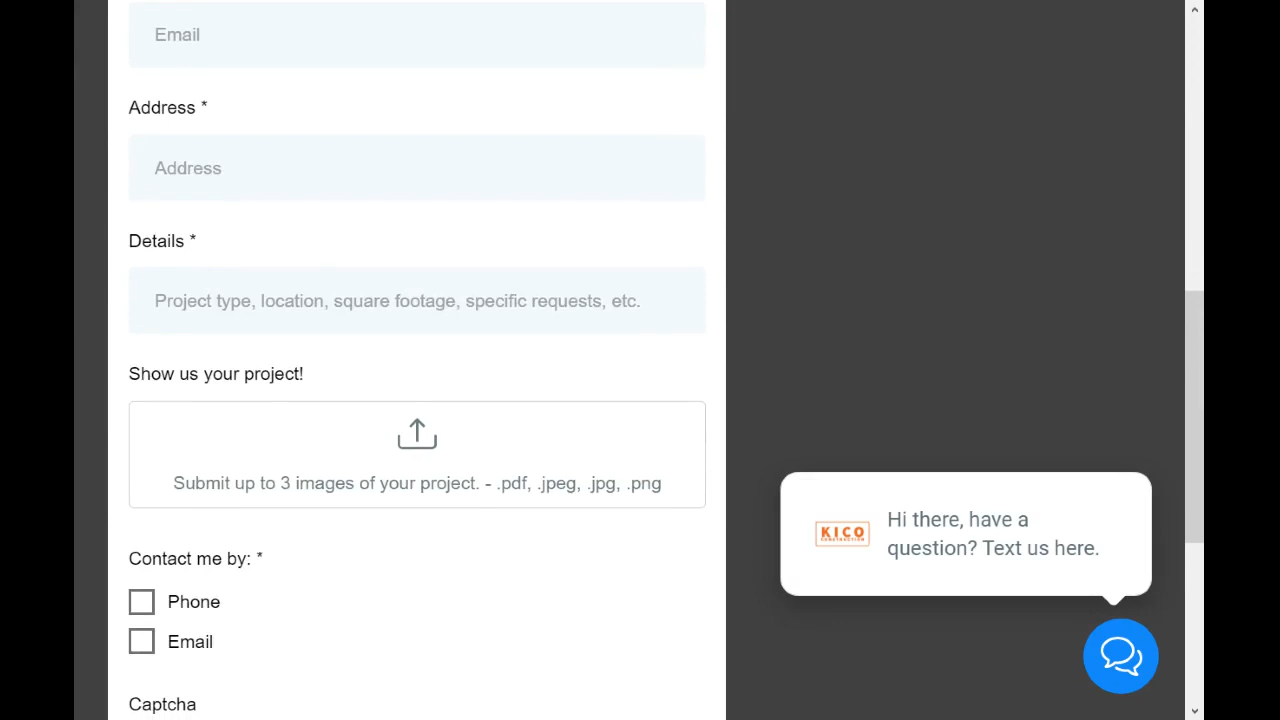 Email
Address *
Address
Details *
Project type, location, square footage, specific requests, etc.
Show us your project!
Submit up to 3 images of your project. - .pdf, .jpeg, .jpg, .png
Contact me by: *
Phone
Email
Captcha
KICO
CONSTRUCTION
Hi there, have a
question? Text us here.